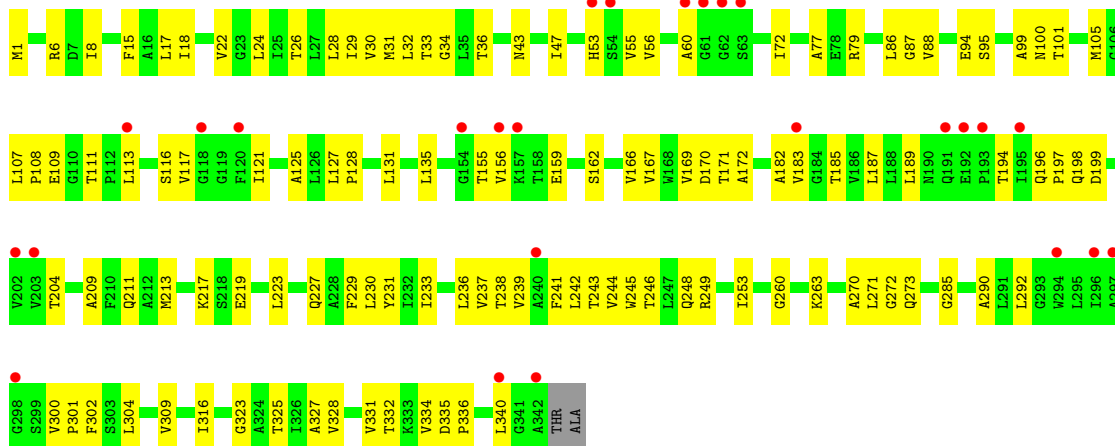 M1 R6 D7 I8 F15 A16 L17 I18 V22 G23 L24 I25 T26 L27 L28 I29 V30 M31 L32 T33 G34 L35 T36 N43 I47 H53 S54 V55 V56 A60 G61 G62 S63 I72 A77 E78 R79 L86 G87 V88 E94 S95 A99 N100 T101 M105 G106
L107 P108 E109 G110 T111 P112 L113 S116 V117 G118 G119 F120 I121 A125 L126 L127 P128 L131 L135 G154 T155 V156 K157 T158 E159 S162 V166 V167 W168 V169 D170 T171 A172 A182 V183 G184 T185 V186 L187 L188 L189 N190 Q191 E192 P193 T194 I195 Q196 P197 Q198 D199
V202 V203 T204 A209 F210 Q211 A212 M213 K217 S218 E219 L223 Q227 A228 F229 L230 Y231 I232 I233 L236 V237 T238 V239 A240 F241 L242 T243 V244 W245 T246 L247 Q248 R249 I253 G260 K263 A270 L271 G272 Q273 G285 A290 L291 L292 G293 W294 L295 I296 A297
G298 S299 V300 P301 F302 S303 L304 V309 I316 G323 A324 T325 I326 A327 V328 V331 T332 K333 V334 D335 P336 L340 G341 A342 THR ALA